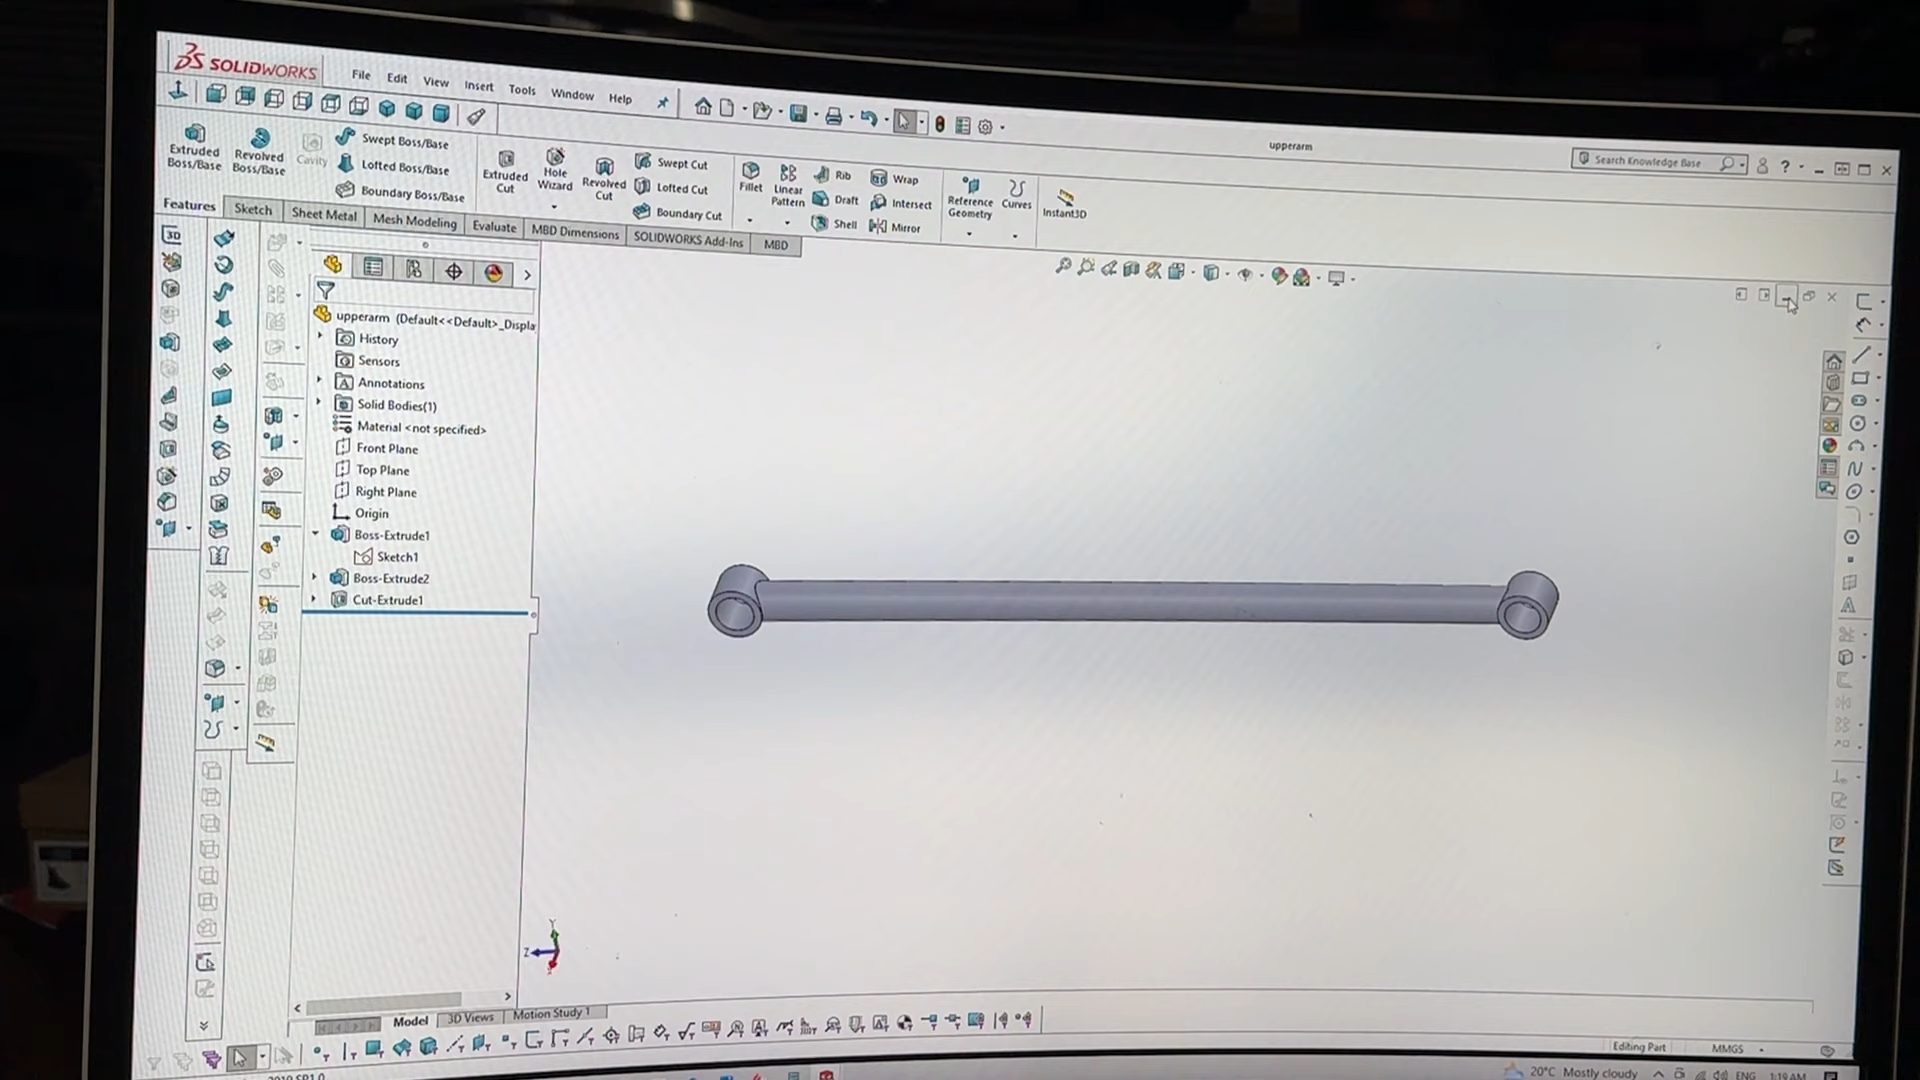 SOLIDWORKS File Edit View Insert Tools Window Help
upperarm
Search Knowledge Base
Extruded Boss/Base
Revolved Boss/Base
Cavity
Swept Boss/Base
Lofted Boss/Base
Boundary Boss/Base
Extruded Cut
Hole Wizard
Revolved Cut
Swept Cut
Lofted Cut
Boundary Cut
Fillet
Linear Pattern
Rib
Draft
Shell
Wrap
Intersect
Mirror
Reference Geometry
Curves
Instant3D
Features Sketch Sheet Metal Mesh Modeling Evaluate MBD Dimensions SOLIDWORKS Add-Ins MBD
3D
upperarm (Default<<Default>_Displa
History
Sensors
Annotations
Solid Bodies(1)
Material <not specified>
Front Plane
Top Plane
Right Plane
Origin
Boss-Extrude1
Sketch1
Boss-Extrude2
Cut-Extrude1
Y
Z
Model 3D Views Motion Study 1
Editing Part MMGS
20°C Mostly cloudy ENG 1:19 AM